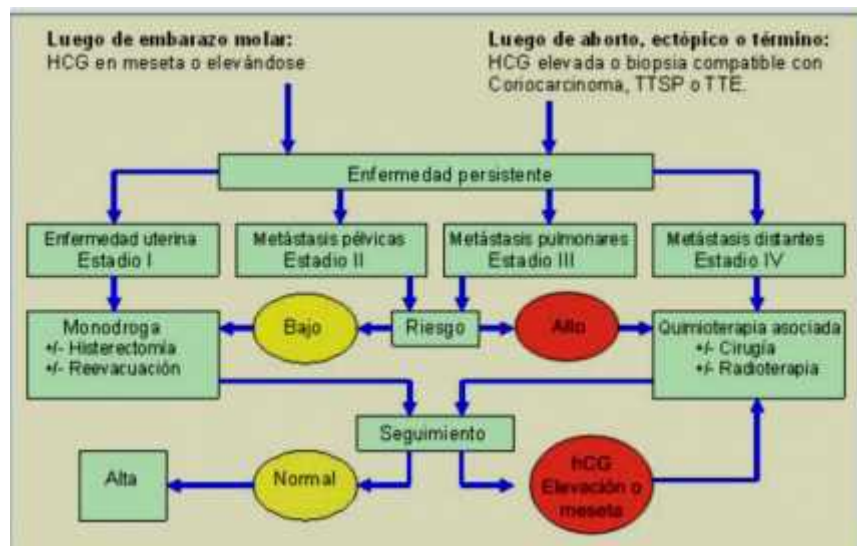 Luego de embarazo molar:
HCG en meseta o elevándose
Luego de aborto, ectópico o término:
HCG elevada o biopsia compatible con
Coriocarcinoma, TTSP o TTE.
Enfermedad persistente
Enfermedad uterina
Estadio I
Metástasis pélvicas
Estadio II
Metástasis pulmonares
Estadio III
Metástasis distantes
Estadio IV
Monodroga
+/- Histerectomía
+/- Reevacuación
Bajo
Riesgo
Alto
Quimioterapia asociada
+/- Cirugía
+/- Radioterapia
Seguimiento
Alta
Normal
hCG
Elevación o
meseta